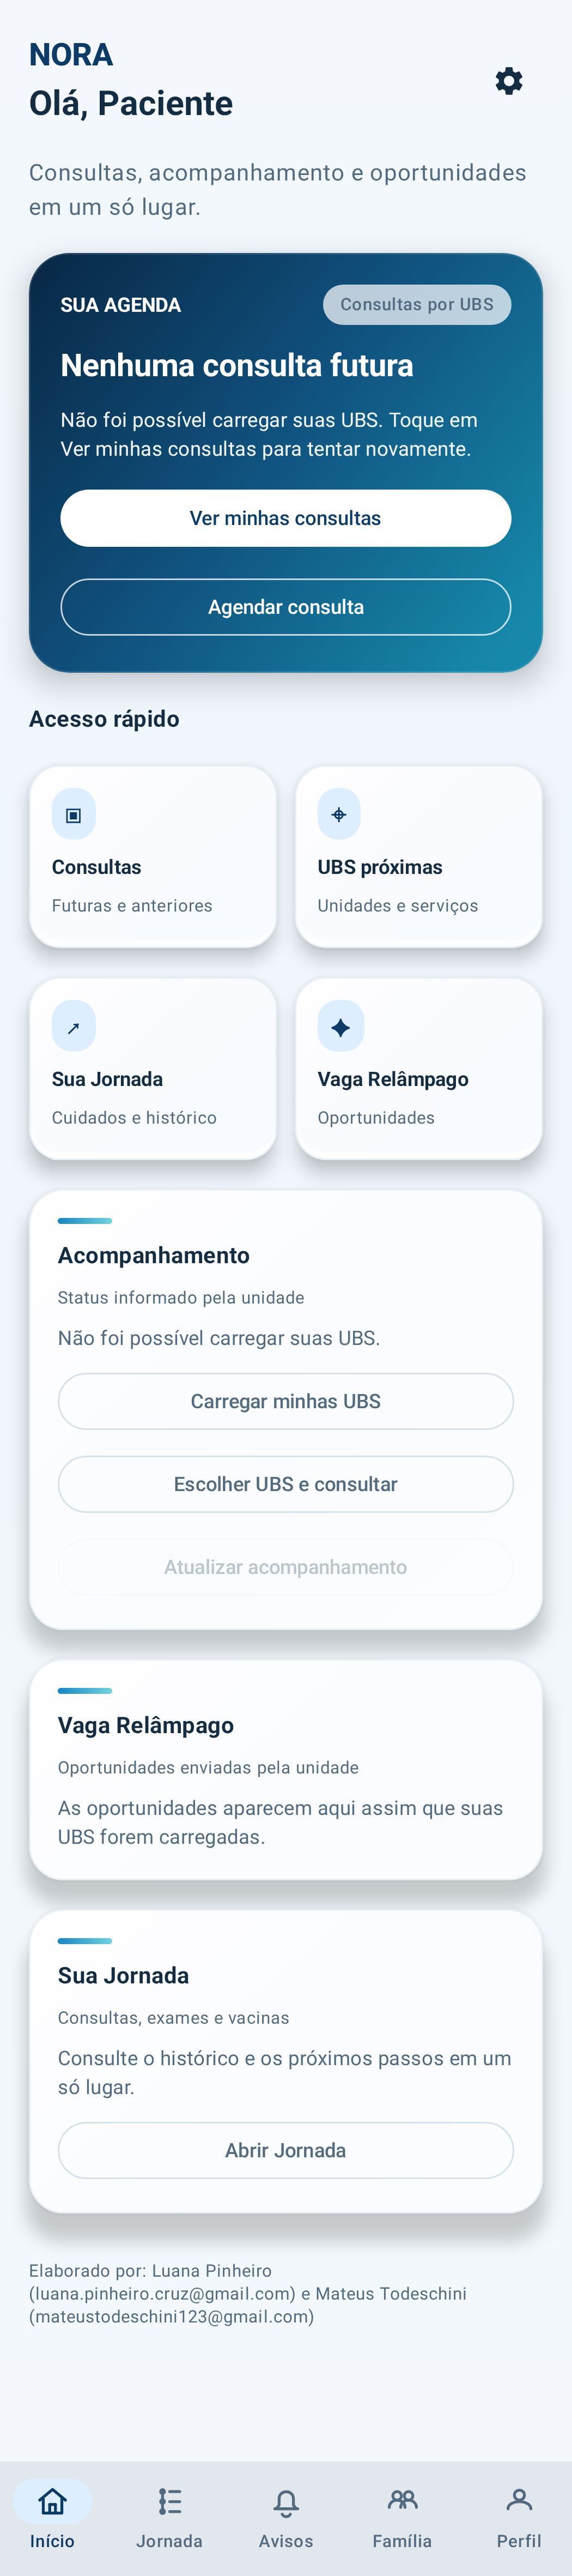 NORA
Olá, Paciente
Consultas, acompanhamento e oportunidades
em um só lugar.
SUA AGENDA
Consultas por UBS
Nenhuma consulta futura
Não foi possível carregar suas UBS. Toque em
Ver minhas consultas para tentar novamente.
Ver minhas consultas
Agendar consulta
Acesso rápido
Consultas
Futuras e anteriores
UBS próximas
Unidades e serviços
Sua Jornada
Cuidados e histórico
Vaga Relâmpago
Oportunidades
Acompanhamento
Status informado pela unidade
Não foi possível carregar suas UBS.
Carregar minhas UBS
Escolher UBS e consultar
Atualizar acompanhamento
Vaga Relâmpago
Oportunidades enviadas pela unidade
As oportunidades aparecem aqui assim que suas
UBS forem carregadas.
Sua Jornada
Consultas, exames e vacinas
Consulte o histórico e os próximos passos em um
só lugar.
Abrir Jornada
Elaborado por: Luana Pinheiro
(luana.pinheiro.cruz@gmail.com) e Mateus Todeschini
(mateustodeschini123@gmail.com)
Início
Jornada
Avisos
Família
Perfil